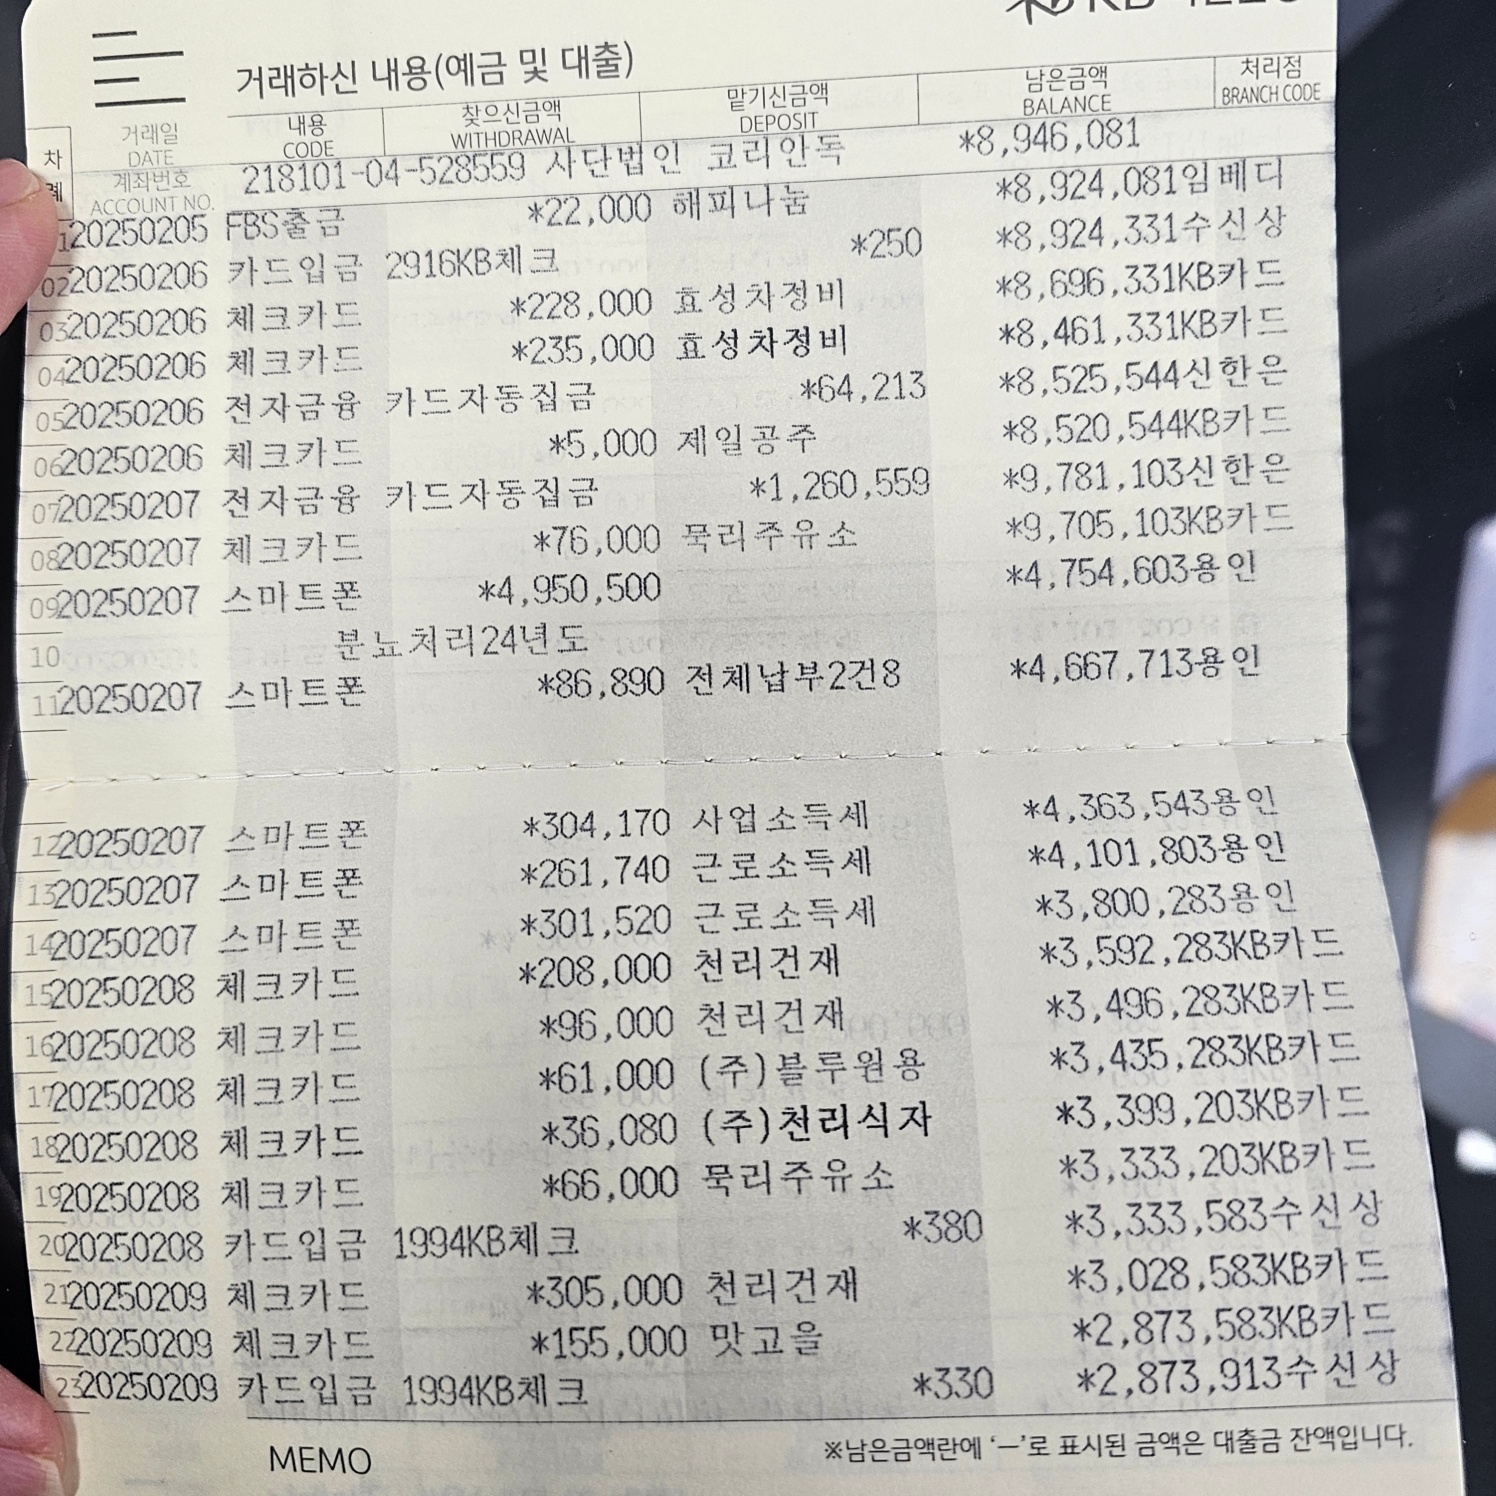 거래하신 내용(예금 및 대출)
차례 거래일 DATE 내용 CODE 찾으신금액 WITHDRAWAL 맡기신금액 DEPOSIT 남은금액 BALANCE 처리점 BRANCH CODE
계좌번호 ACCOUNT NO. 218101-04-528559 사단법인 코리안독 *8,946,081
1 20250205 FBS출금 *22,000 해피나눔 *8,924,081임베디
02 20250206 카드입금 2916KB체크 *250 *8,924,331수신상
03 20250206 체크카드 *228,000 효성차정비 *8,696,331KB카드
04 20250206 체크카드 *235,000 효성차정비 *8,461,331KB카드
05 20250206 전자금융 카드자동집금 *64,213 *8,525,544신한은
06 20250206 체크카드 *5,000 제일공주 *8,520,544KB카드
07 20250207 전자금융 카드자동집금 *1,260,559 *9,781,103신한은
08 20250207 체크카드 *76,000 묵리주유소 *9,705,103KB카드
09 20250207 스마트폰 *4,950,500 *4,754,603용인
10 분뇨처리24년도
11 20250207 스마트폰 *86,890 전체납부2건8 *4,667,713용인
12 20250207 스마트폰 *304,170 사업소득세 *4,363,543용인
13 20250207 스마트폰 *261,740 근로소득세 *4,101,803용인
14 20250207 스마트폰 *301,520 근로소득세 *3,800,283용인
15 20250208 체크카드 *208,000 천리건재 *3,592,283KB카드
16 20250208 체크카드 *96,000 천리건재 *3,496,283KB카드
17 20250208 체크카드 *61,000 (주)블루원용 *3,435,283KB카드
18 20250208 체크카드 *36,080 (주)천리식자 *3,399,203KB카드
19 20250208 체크카드 *66,000 묵리주유소 *3,333,203KB카드
20 20250208 카드입금 1994KB체크 *380 *3,333,583수신상
21 20250209 체크카드 *305,000 천리건재 *3,028,583KB카드
22 20250209 체크카드 *155,000 맛고을 *2,873,583KB카드
23 20250209 카드입금 1994KB체크 *330 *2,873,913수신상
MEMO ※남은금액란에 '—'로 표시된 금액은 대출금 잔액입니다.